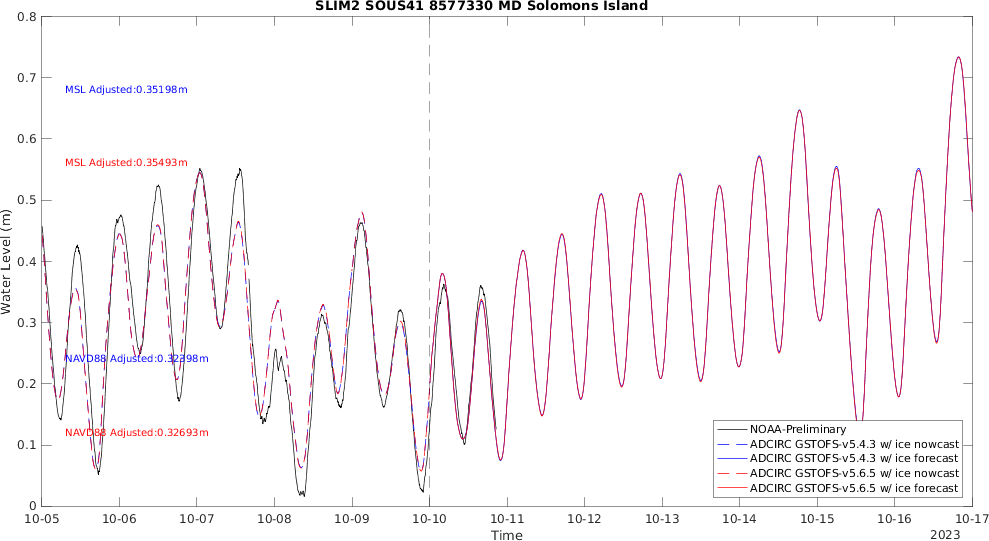 SLIM2 SOUS41 8577330 MD Solomons Island
Water Level (m)
0.8
0.7
0.6
0.5
0.4
0.3
0.2
0.1
0
MSL Adjusted:0.35198m
MSL Adjusted:0.35493m
NAVD88 Adjusted:0.32398m
NAVD88 Adjusted:0.32693m
NOAA-Preliminary
ADCIRC GSTOFS-v5.4.3 w/ ice nowcast
ADCIRC GSTOFS-v5.4.3 w/ ice forecast
ADCIRC GSTOFS-v5.6.5 w/ ice nowcast
ADCIRC GSTOFS-v5.6.5 w/ ice forecast
10-05 10-06 10-07 10-08 10-09 10-10 10-11 10-12 10-13 10-14 10-15 10-16 10-17
Time
2023